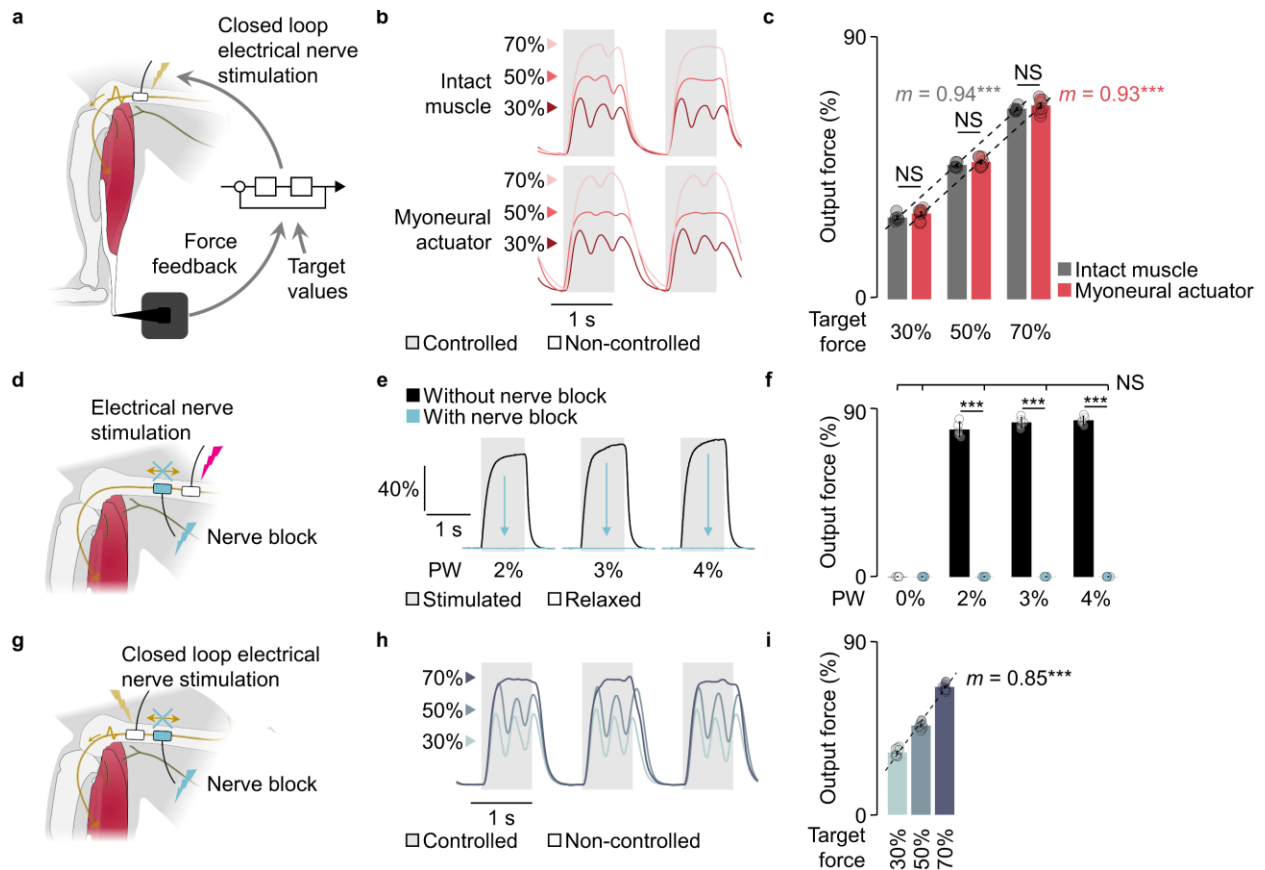 a
Closed loop
electrical nerve
stimulation
Force
feedback
Target
values
b
Intact
muscle
70%
50%
30%
Myoneural
actuator
70%
50%
30%
1 s
Controlled
Non-controlled
c
Output force (%)
90
0
m = 0.94***
m = 0.93***
NS
NS
NS
Intact muscle
Myoneural actuator
Target
force
30%
50%
70%
d
Electrical nerve
stimulation
Nerve block
e
Without nerve block
With nerve block
40%
1 s
PW
2%
3%
4%
Stimulated
Relaxed
f
Output force (%)
90
0
NS
***
***
***
PW
0%
2%
3%
4%
g
Closed loop electrical
nerve stimulation
Nerve block
h
70%
50%
30%
1 s
Controlled
Non-controlled
i
Output force (%)
90
0
m = 0.85***
Target
force
30%
50%
70%